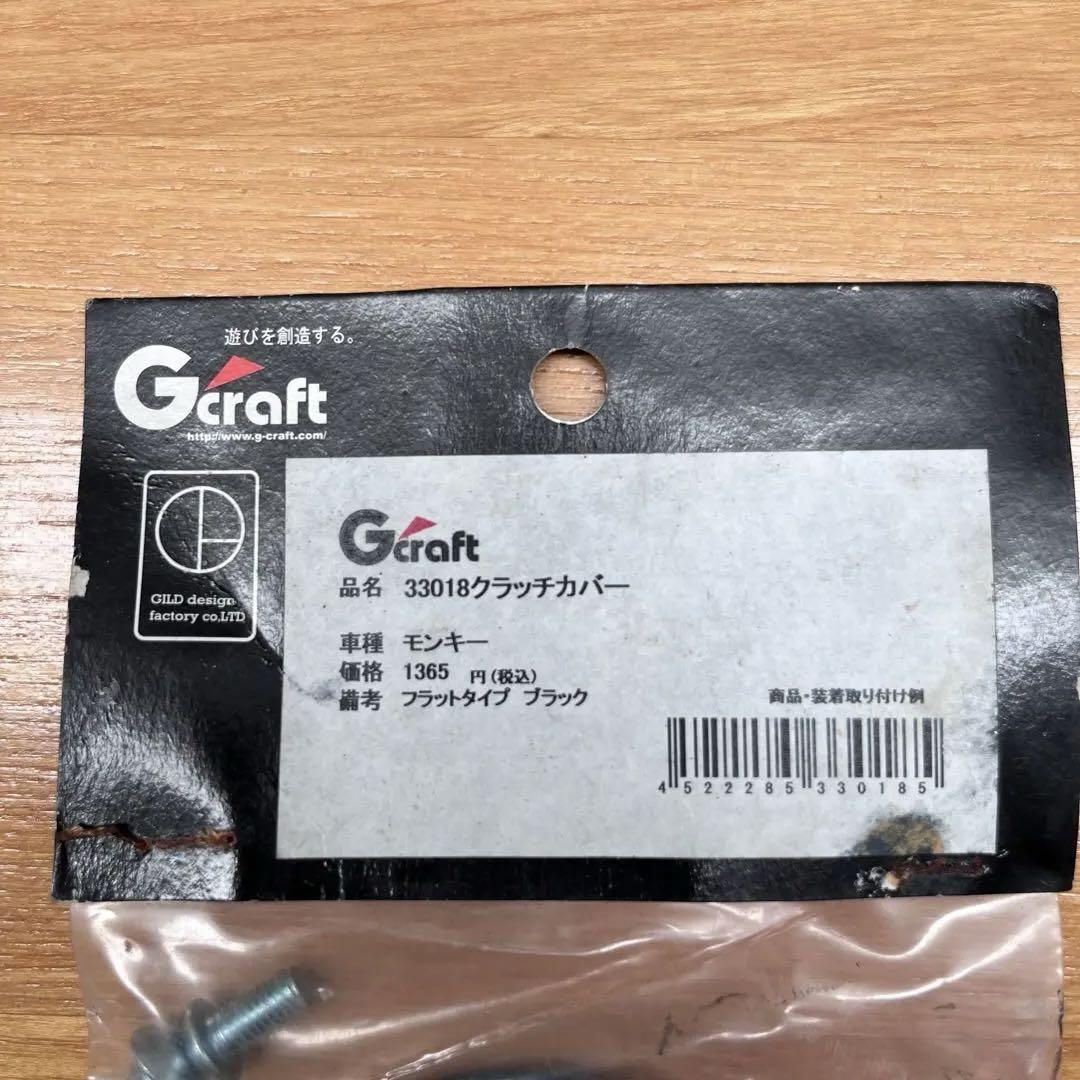 遊びを創造する。
Gcraft
http://www.g-craft.com/
GILD design
factory co,LTD
Gcraft
品名 33018クラッチカバー
車種 モンキー
価格 1365 円(税込)
備考 フラットタイプ ブラック
商品・装着取り付け例
4522285330185